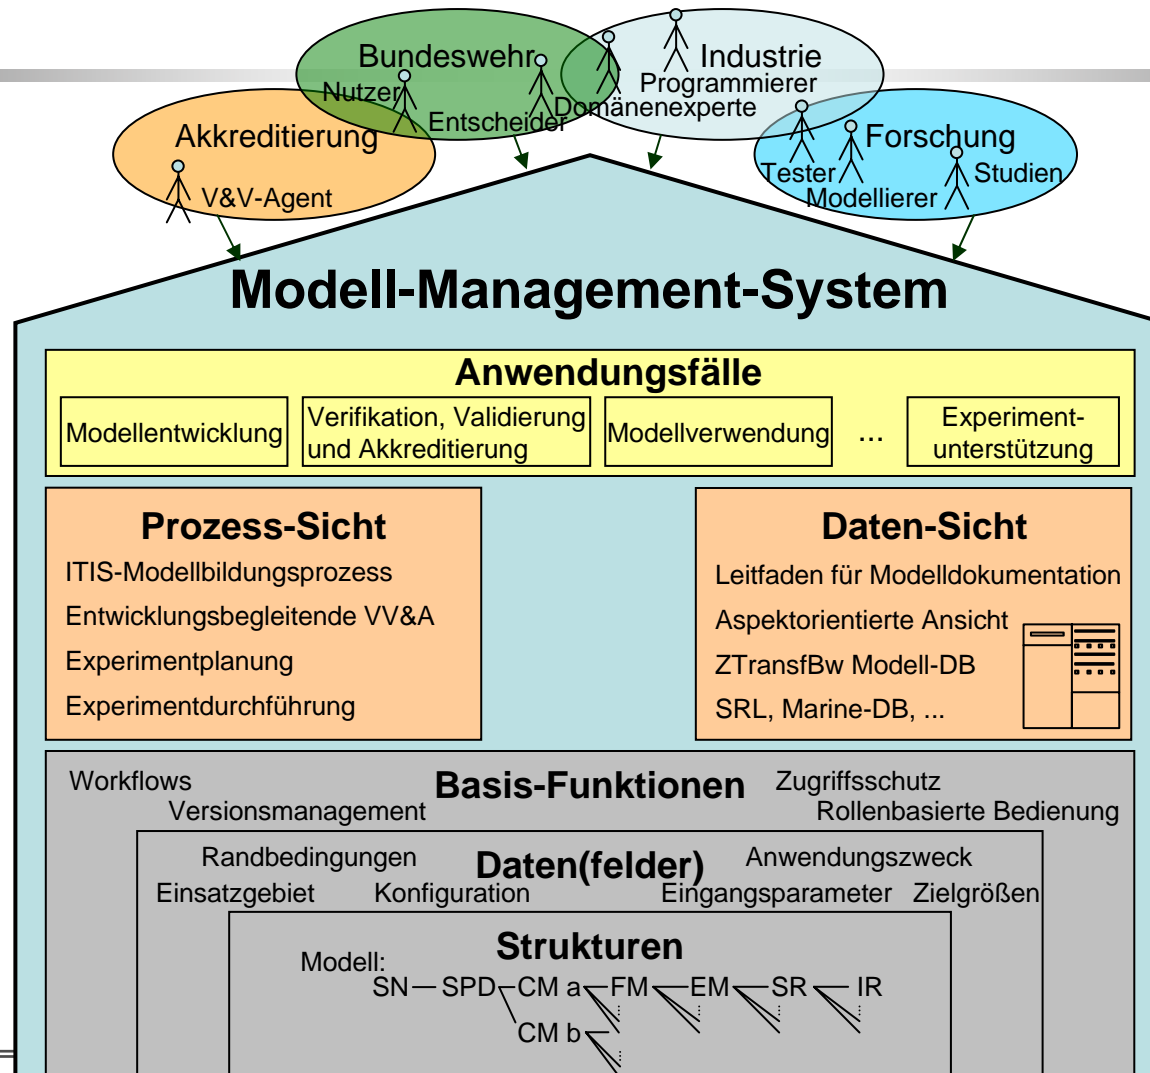 Bundeswehr
Industrie
Nutzer
Programmierer
Entscheider
Domänenexperte
Akkreditierung
Forschung
V&V-Agent
Tester
Studien
Modellierer
Modell-Management-System
Anwendungsfälle
Modellentwicklung
Verifikation, Validierung
und Akkreditierung
Modellverwendung
...
Experiment-
unterstützung
Prozess-Sicht
ITIS-Modellbildungsprozess
Entwicklungsbegleitende VV&A
Experimentplanung
Experimentdurchführung
Daten-Sicht
Leitfaden für Modelldokumentation
Aspektorientierte Ansicht
ZTransfBw Modell-DB
SRL, Marine-DB, ...
Basis-Funktionen
Workflows
Zugriffsschutz
Versionsmanagement
Rollenbasierte Bedienung
Daten(felder)
Randbedingungen
Anwendungszweck
Einsatzgebiet
Konfiguration
Eingangsparameter
Zielgrößen
Strukturen
Modell:
SN SPD CM a FM EM SR IR
CM b